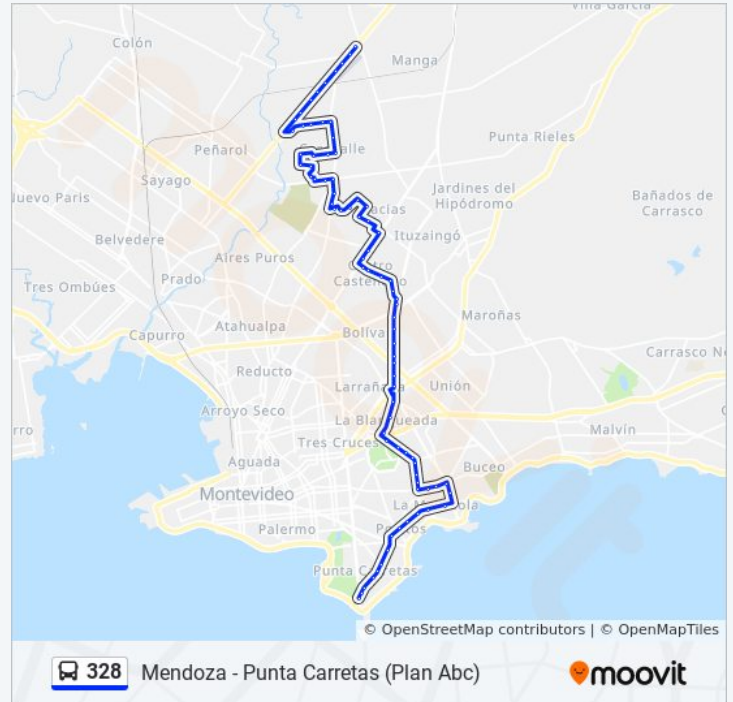 Villa García
Colón
Manga
Punta Rieles
Peñarol
Sayago
Jardines del
Hipódromo
Bañados de
Carrasco
Nuevo Paris
Belvedere
Ituzaingó
Aires Puros
Prado
Tres Ombúes
Atahualpa
Maroñas
Capurro
Carrasco No
Reducto
Larrañaga
Unión
Arroyo Seco
La Blanqueada
Malvin
Tres Cruces
Aguada
Buceo
Montevideo
Palermo
Punta Carretas
© OpenStreetMap contributors | © OpenMapTiles
328 Mendoza - Punta Carretas (Plan Abc)
moovit